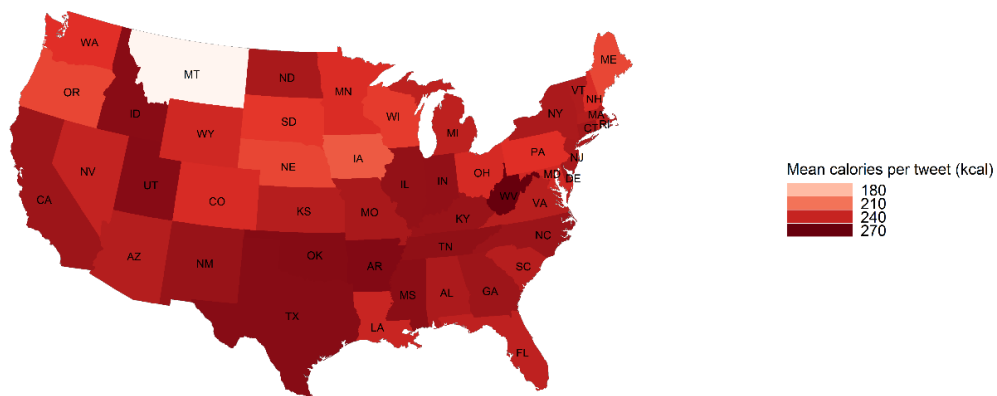 WA
MT
ND
MN
OR
ID
WY
SD
WI
MI
NE
IA
NV
UT
CO
KS
MO
IL
IN
OH
PA
NY
VT
ME
NH
MA
RI
CT
NJ
MD
DE
WV
VA
KY
CA
AZ
NM
OK
AR
TN
NC
SC
TX
LA
MS
AL
GA
FL
Mean calories per tweet (kcal)
180
210
240
270